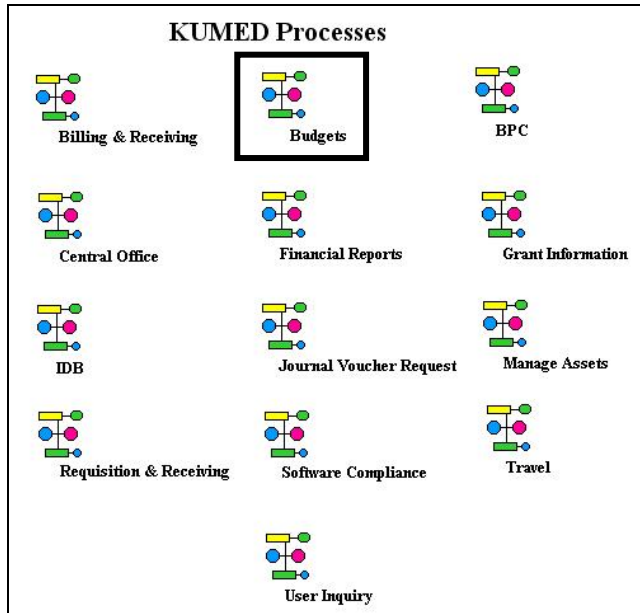 KUMED Processes
Billing & Receiving
Budgets
BPC
Central Office
Financial Reports
Grant Information
IDB
Journal Voucher Request
Manage Assets
Requisition & Receiving
Software Compliance
Travel
User Inquiry